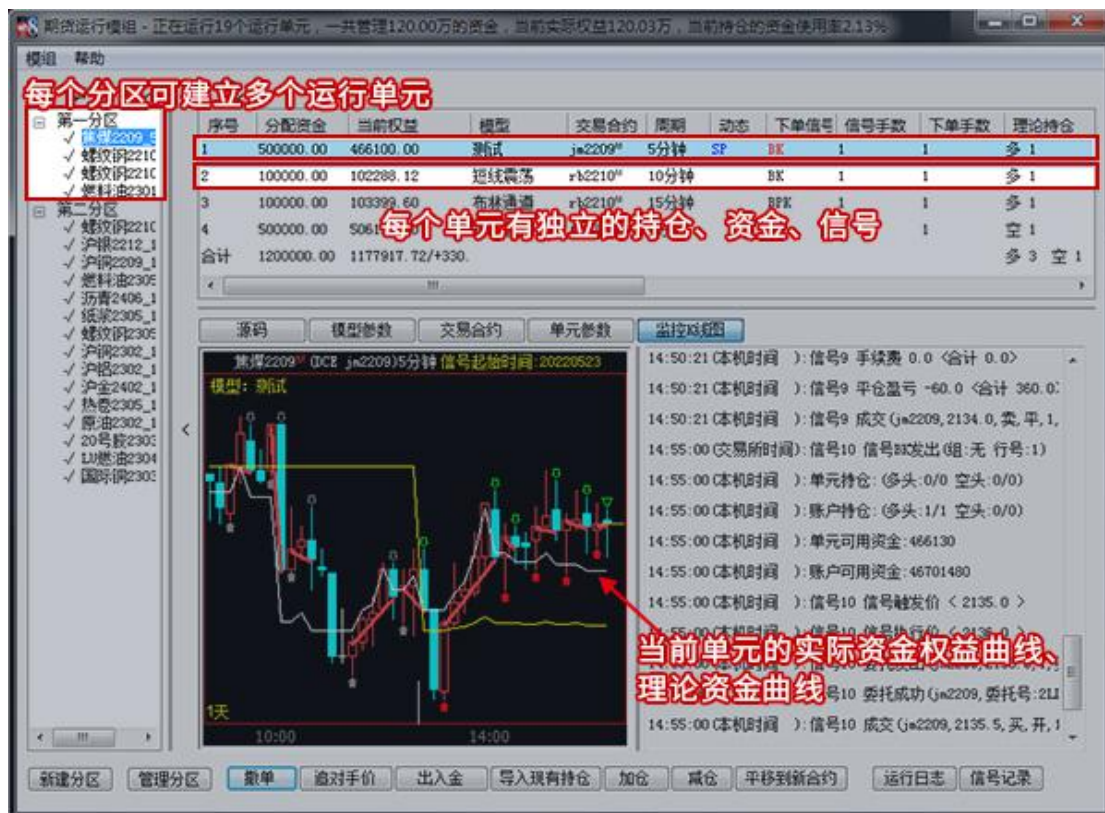 期货运行模组 - 正在运行19个运行单元，一共管理120.00万的资金，当前实际权益120.03万，当前持仓的资金使用率2.13%
模组 帮助
每个分区可建立多个运行单元
第一分区
焦煤2209_5
螺纹钢221C
螺纹钢221C
燃料油2301
第二分区
螺纹钢221C
沪银2212_1
沪铜2209_1
燃料油2305
沥青2406_1
纸浆2305_1
螺纹钢2305
沪铜2302_1
沪铝2302_1
沪金2402_1
热卷2305_1
原油2302_1
20号胶2303
LU燃油2304
国际铜2303
序号 分配资金 当前权益 模型 交易合约 周期 动态 下单信号 信号手数 下单手数 理论持仓
1 500000.00 466100.00 测试 jm2209M 5分钟 SP BK 1 1 多 1
2 100000.00 102288.12 短线震荡 rb2210M 10分钟 BK 1 1 多 1
3 100000.00 103399.60 布林通道 rb2210M 15分钟 BPK 1 1 多 1
4 500000.00 1 空 1
每个单元有独立的持仓、资金、信号
合计 1200000.00 1177917.72/+330. 多 3 空 1
源码 模型参数 交易合约 单元参数 监控K线图
焦煤2209M (DCE jm2209)5分钟 信号起始时间:20220523
模型: 测试
1天
10:00 14:00
14:50:21(本机时间 ):信号9 手续费 0.0 <合计 0.0>
14:50:21(本机时间 ):信号9 平仓盈亏 -60.0 <合计 360.0
14:50:21(本机时间 ):信号9 成交(jm2209,2134.0,卖,平,1,
14:55:00(交易所时间):信号10 信号BK发出(组:无 行号:1)
14:55:00(本机时间 ):单元持仓:(多头:0/0 空头:0/0)
14:55:00(本机时间 ):账户持仓:(多头:1/1 空头:0/0)
14:55:00(本机时间 ):单元可用资金:466130
14:55:00(本机时间 ):账户可用资金:46701480
14:55:00(本机时间 ):信号10 信号触发价 < 2135.0 >
当前单元的实际资金权益曲线、
理论资金曲线
号10 委托成功(jm2209,委托号:2LI
14:55:00(本机时间 ):信号10 成交(jm2209,2135.5,买,开,1
新建分区 管理分区 撤单 追对手价 出入金 导入现有持仓 加仓 减仓 平移到新合约 运行日志 信号记录